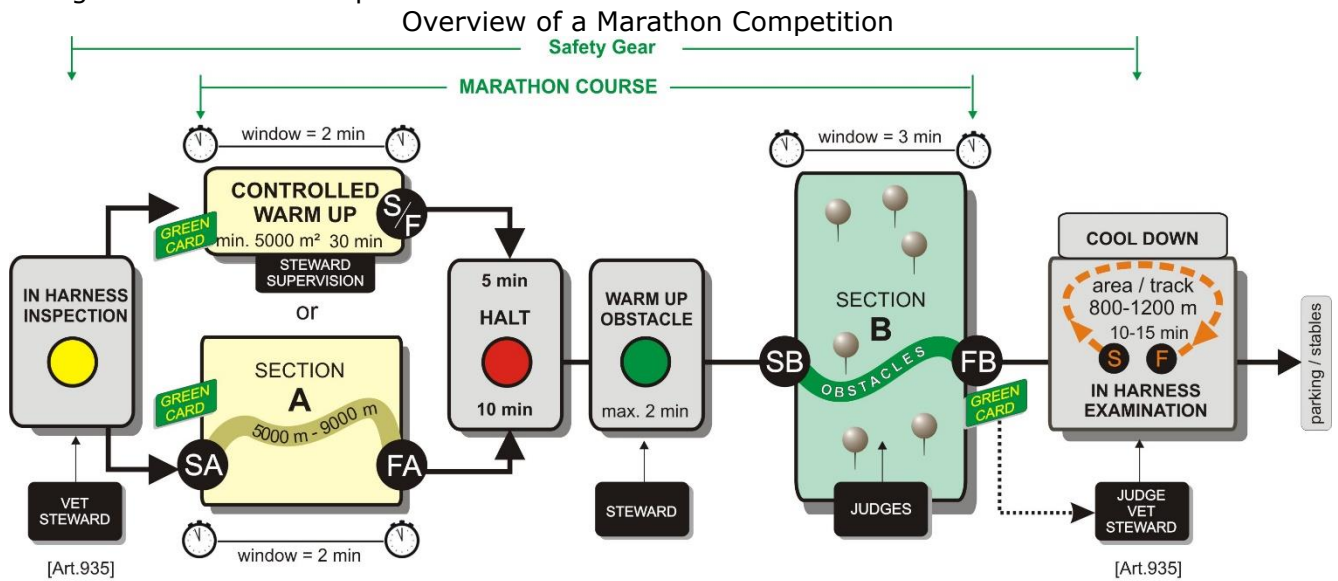 Overview of a Marathon Competition
Safety Gear
MARATHON COURSE
window = 2 min
window = 3 min
CONTROLLED
WARM UP
S/F
min. 5000 m² 30 min
GREEN
CARD
STEWARD
SUPERVISION
or
IN HARNESS
INSPECTION
VET
STEWARD
[Art.935]
GREEN
CARD
SECTION
A
5000 m - 9000 m
SA
FA
window = 2 min
5 min
HALT
10 min
WARM UP
OBSTACLE
max. 2 min
STEWARD
SECTION
B
SB
OBSTACLES
FB
JUDGES
GREEN
CARD
COOL DOWN
area / track
800-1200 m
10-15 min
S F
IN HARNESS
EXAMINATION
JUDGE
VET
STEWARD
[Art.935]
parking / stables